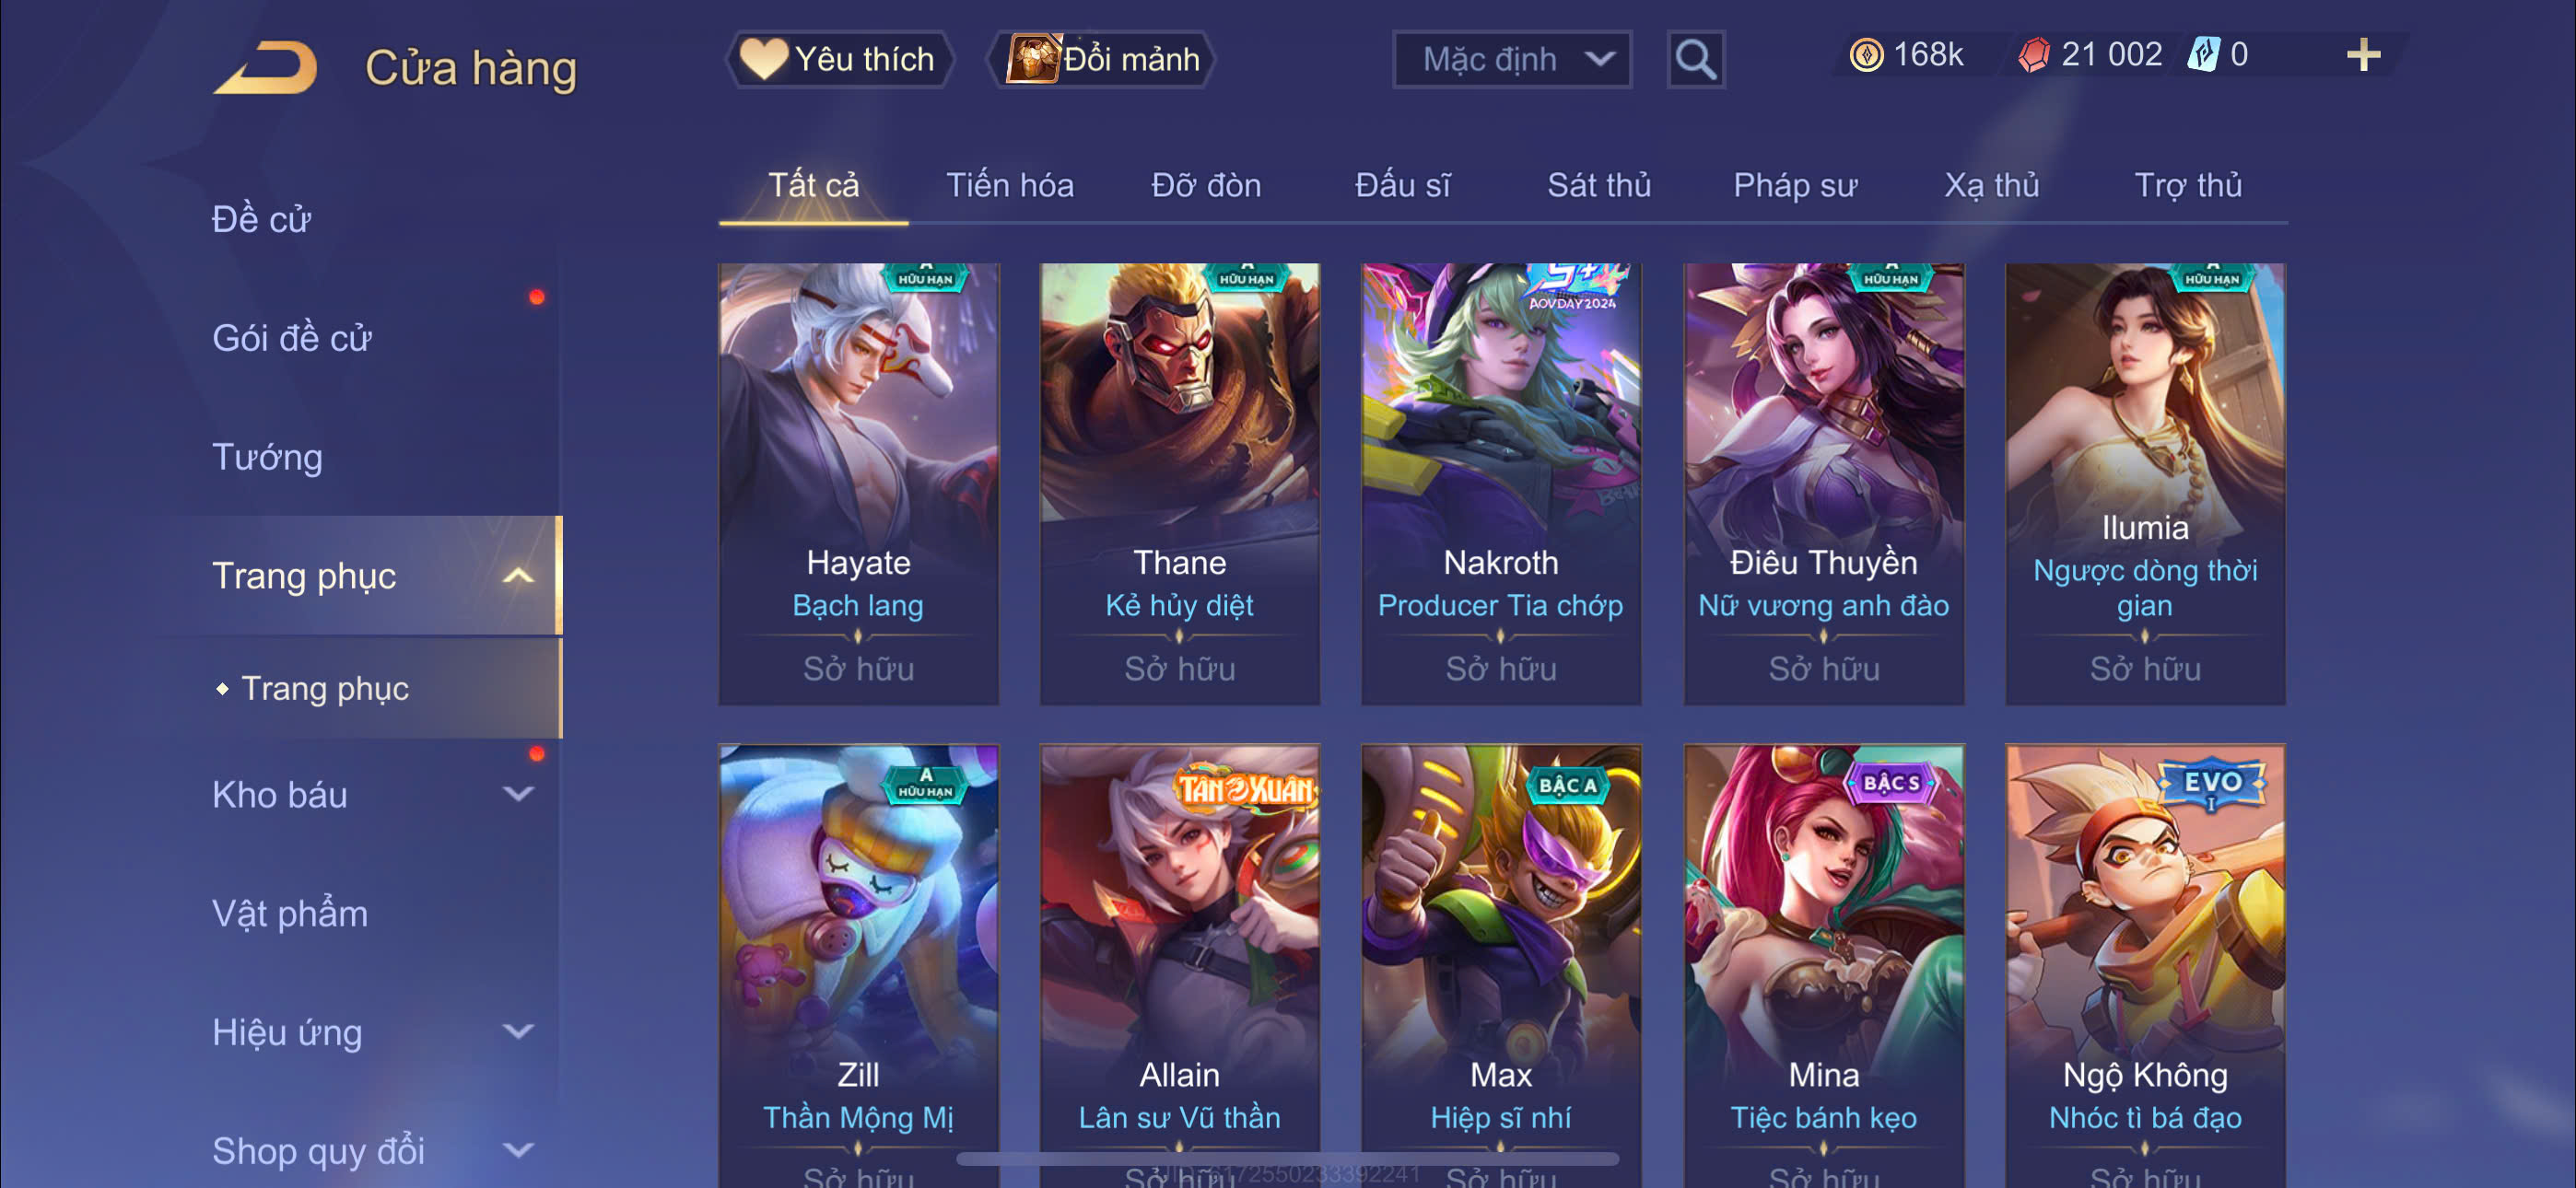 Cửa hàng
Yêu thích
Đổi mảnh
Mặc định
168k
21 002
0
Tất cả
Tiến hóa
Đỡ đòn
Đấu sĩ
Sát thủ
Pháp sư
Xạ thủ
Trợ thủ
Đề cử
Gói đề cử
Tướng
Trang phục
Trang phục
Kho báu
Vật phẩm
Hiệu ứng
Shop quy đổi
A
HỮU HẠN
Hayate
Bạch lang
Sở hữu
A
HỮU HẠN
Thane
Kẻ hủy diệt
Sở hữu
S+
AOVDAY2024
Nakroth
Producer Tia chớp
Sở hữu
A
HỮU HẠN
Điêu Thuyền
Nữ vương anh đào
Sở hữu
A
HỮU HẠN
Ilumia
Ngược dòng thời
gian
Sở hữu
A
HỮU HẠN
Zill
Thần Mộng Mị
Sở hữu
TÂN XUÂN
Allain
Lân sư Vũ thần
Sở hữu
BẬC A
Max
Hiệp sĩ nhí
Sở hữu
BẬC S
Mina
Tiệc bánh kẹo
Sở hữu
EVO
I
Ngộ Không
Nhóc tì bá đạo
Sở hữu